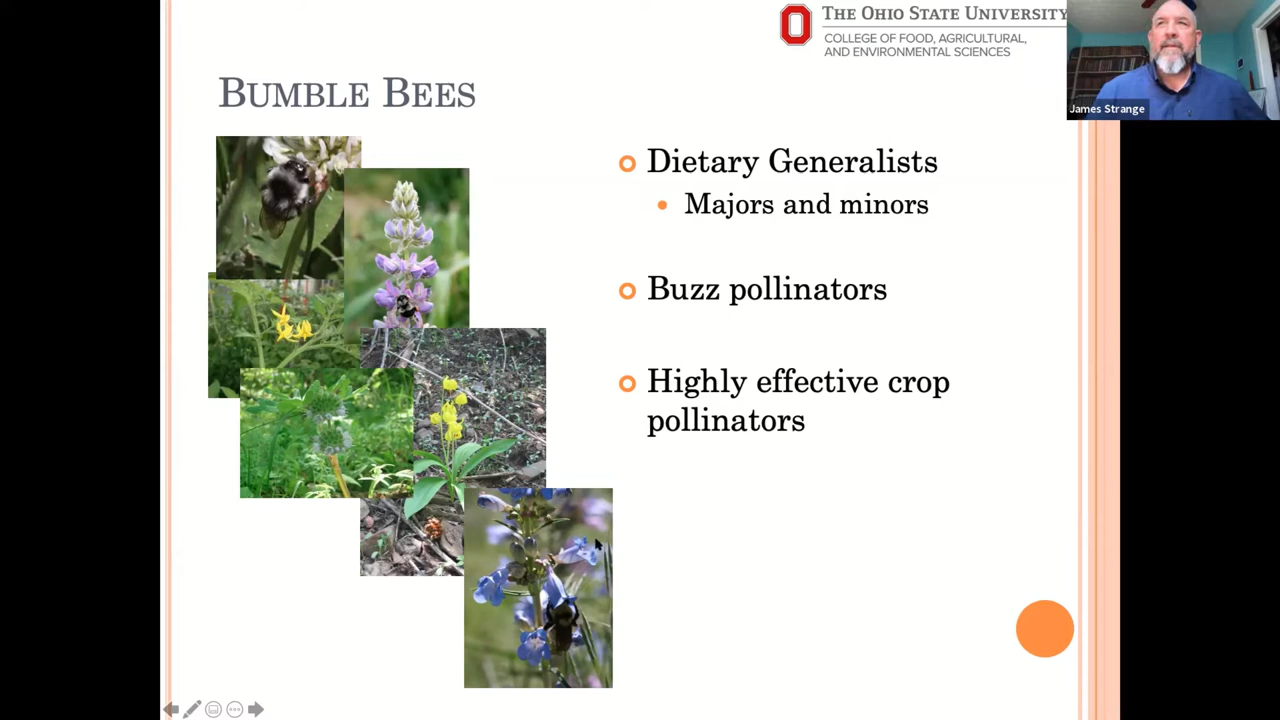 THE OHIO STATE UNIVERSITY
COLLEGE OF FOOD, AGRICULTURAL,
AND ENVIRONMENTAL SCIENCES
James Strange
BUMBLE BEES
Dietary Generalists
Majors and minors
Buzz pollinators
Highly effective crop
pollinators